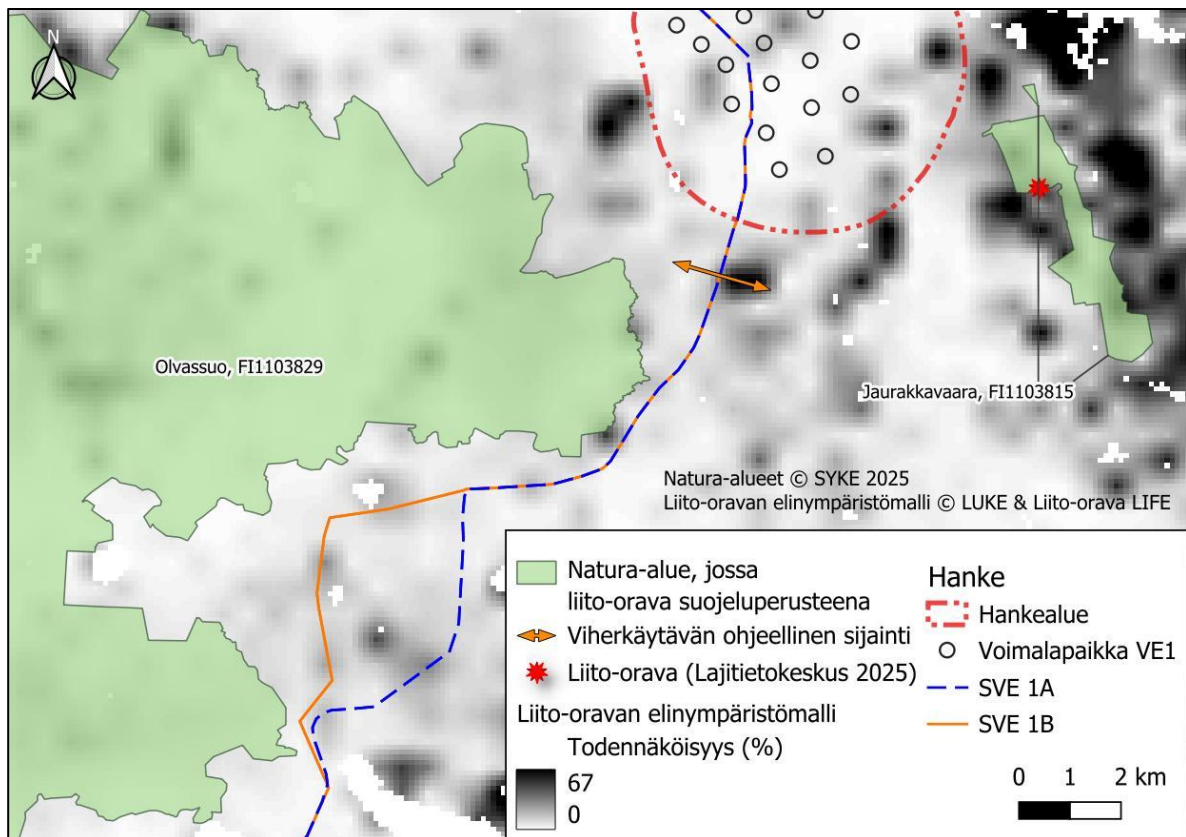 N
Olvassuo, FI1103829
Jaurakkavaara, FI1103815
Natura-alueet © SYKE 2025
Liito-oravan elinympäristömalli © LUKE & Liito-orava LIFE
Natura-alue, jossa
liito-orava suojeluperusteena
Viherkäytävän ohjeellinen sijainti
Liito-orava (Lajitietokeskus 2025)
Liito-oravan elinympäristömalli
Todennäköisyys (%)
67
0
Hanke
Hankealue
Voimalapaikka VE1
SVE 1A
SVE 1B
0 1 2 km